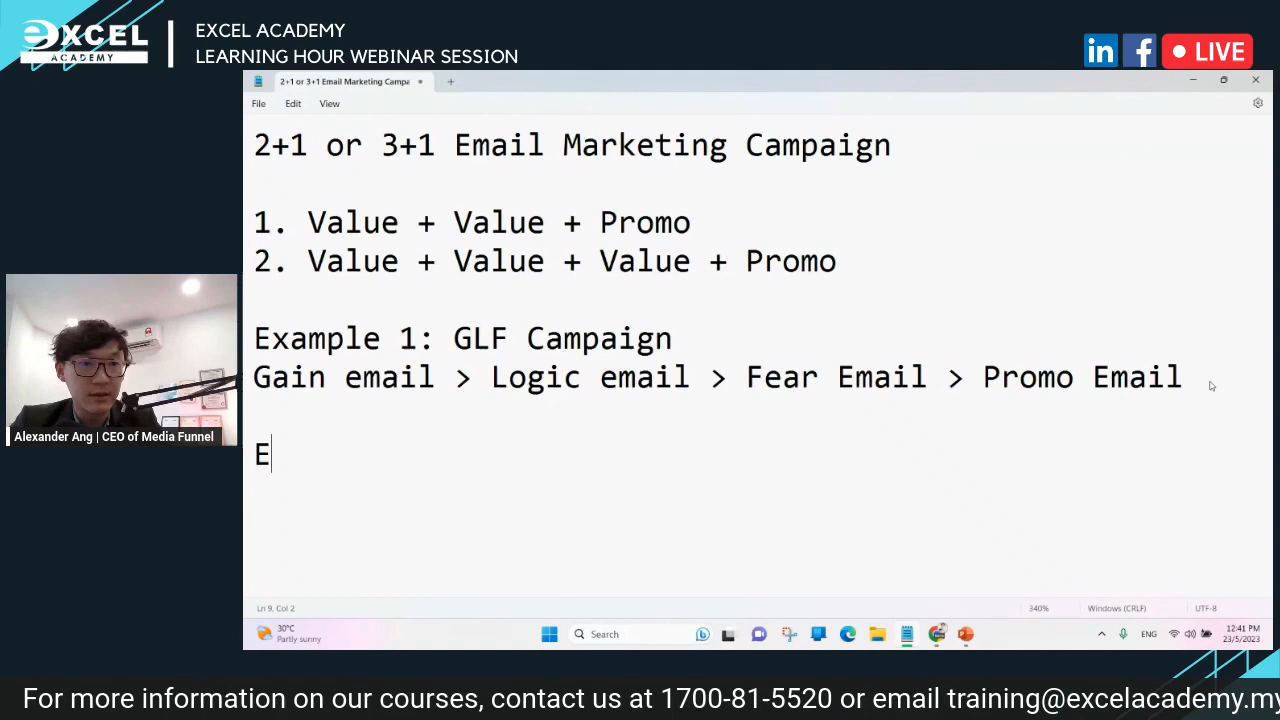 eXCEL
ACADEMY
EXCEL ACADEMY
LEARNING HOUR WEBINAR SESSION
in f LIVE
2+1 or 3+1 Email Marketing Campa
File Edit View
2+1 or 3+1 Email Marketing Campaign
1. Value + Value + Promo
2. Value + Value + Value + Promo
Example 1: GLF Campaign
Gain email > Logic email > Fear Email > Promo Email
E
Alexander Ang | CEO of Media Funnel
Ln 9, Col 2 340% Windows (CRLF) UTF-8
30°C
Partly sunny
Search
ENG
12:41 PM
23/5/2023
For more information on our courses, contact us at 1700-81-5520 or email training@excelacademy.my